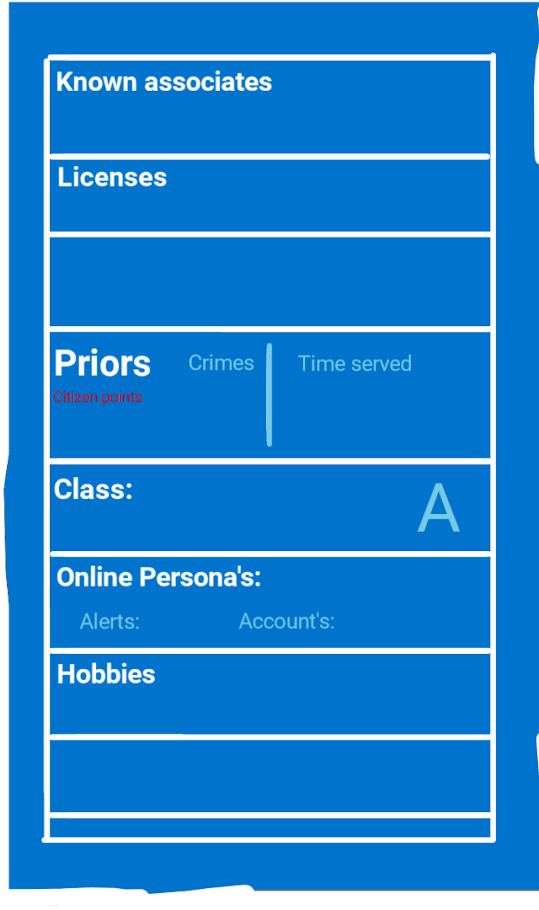 Known associates
Licenses
Priors Crimes Time served
Citizen points
Class: A
Online Persona's:
Alerts: Account's:
Hobbies